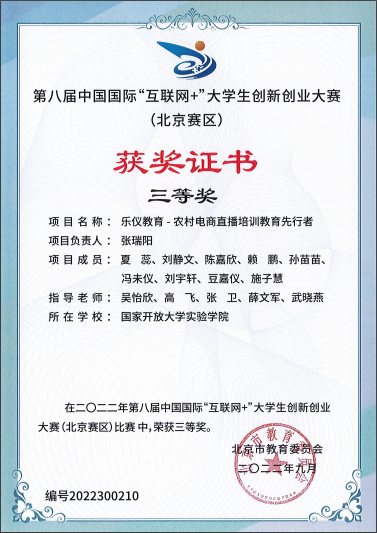 第八届中国国际“互联网+”大学生创新创业大赛
（北京赛区）
获奖证书
三等奖
项目名称：乐仪教育-农村电商直播培训教育先行者
项目负责人：张瑞阳
项目成员：夏 蕊、刘静文、陈嘉欣、赖 鹏、孙苗苗、
冯未仪、刘宇轩、豆嘉仪、施子慧
指导老师：吴怡欣、高 飞、张 卫、薛文军、武晓燕
所在学校：国家开放大学实验学院
在二〇二二年第八届中国国际“互联网+”大学生创新创业
大赛（北京赛区）比赛中，荣获三等奖。
北京市教育委员会
二〇二二年九月
编号2022300210